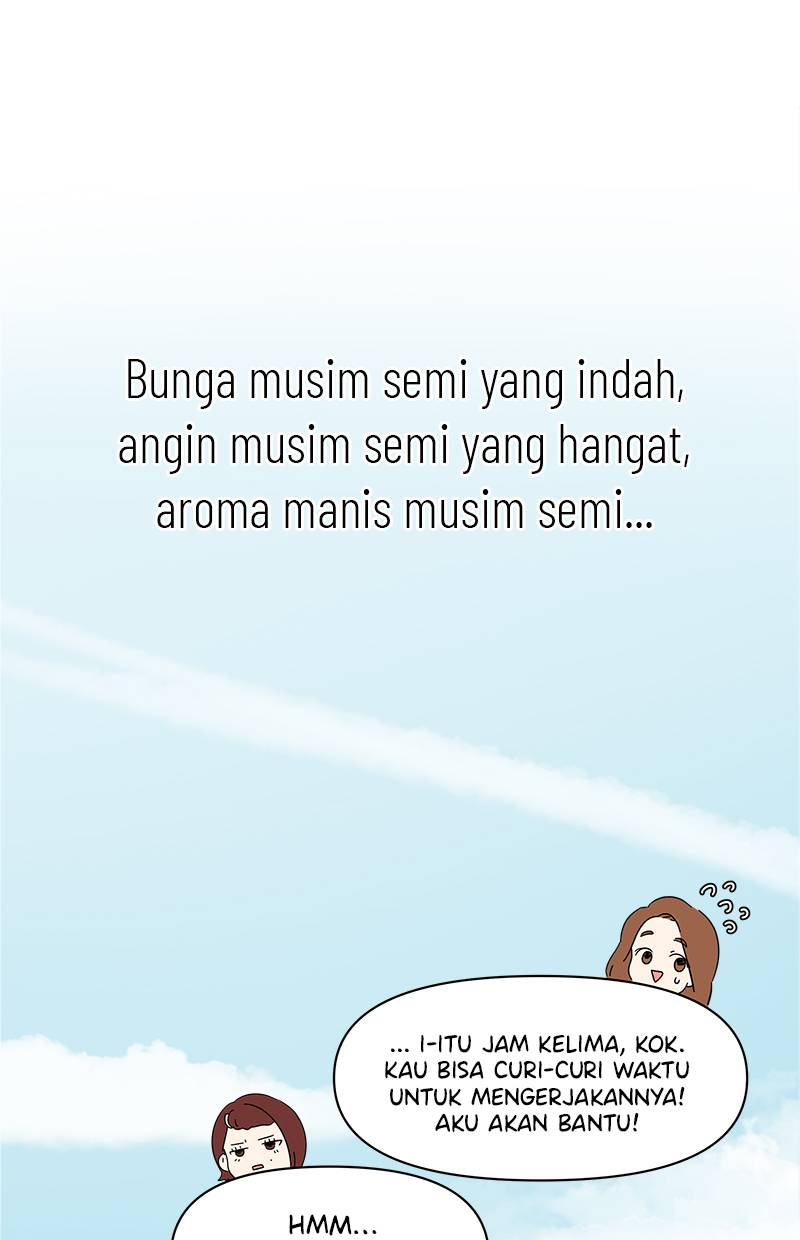 Bunga musim semi yang indah,
angin musim semi yang hangat,
aroma manis musim semi...
... I-ITU JAM KELIMA, KOK.
KAU BISA CURI-CURI WAKTU
UNTUK MENGERJAKANNYA!
AKU AKAN BANTU!
HMM...